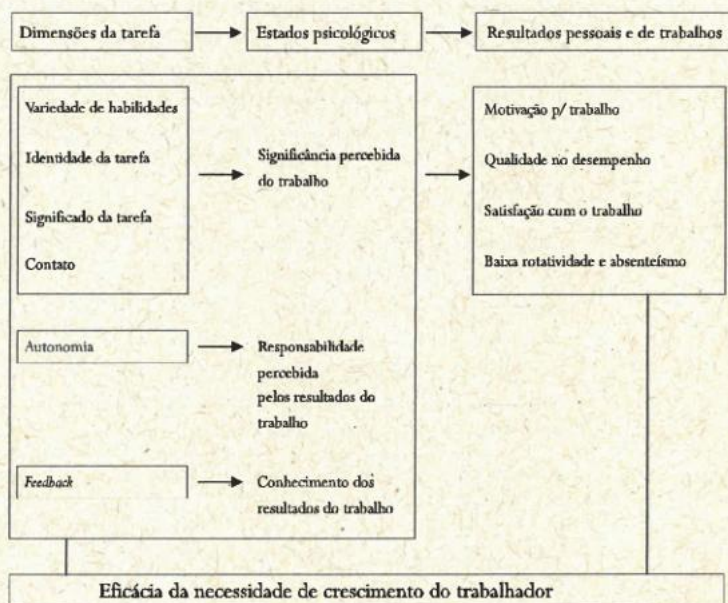 Dimensões da tarefa
Estados psicológicos
Resultados pessoais e de trabalhos
Variedade de habilidades
Identidade da tarefa
Significado da tarefa
Contato
Significância percebida
do trabalho
Motivação p/ trabalho
Qualidade no desempenho
Satisfação com o trabalho
Baixa rotatividade e absenteísmo
Autonomia
Responsabilidade
percebida
pelos resultados do
trabalho
Feedback
Conhecimento dos
resultados do trabalho
Eficácia da necessidade de crescimento do trabalhador